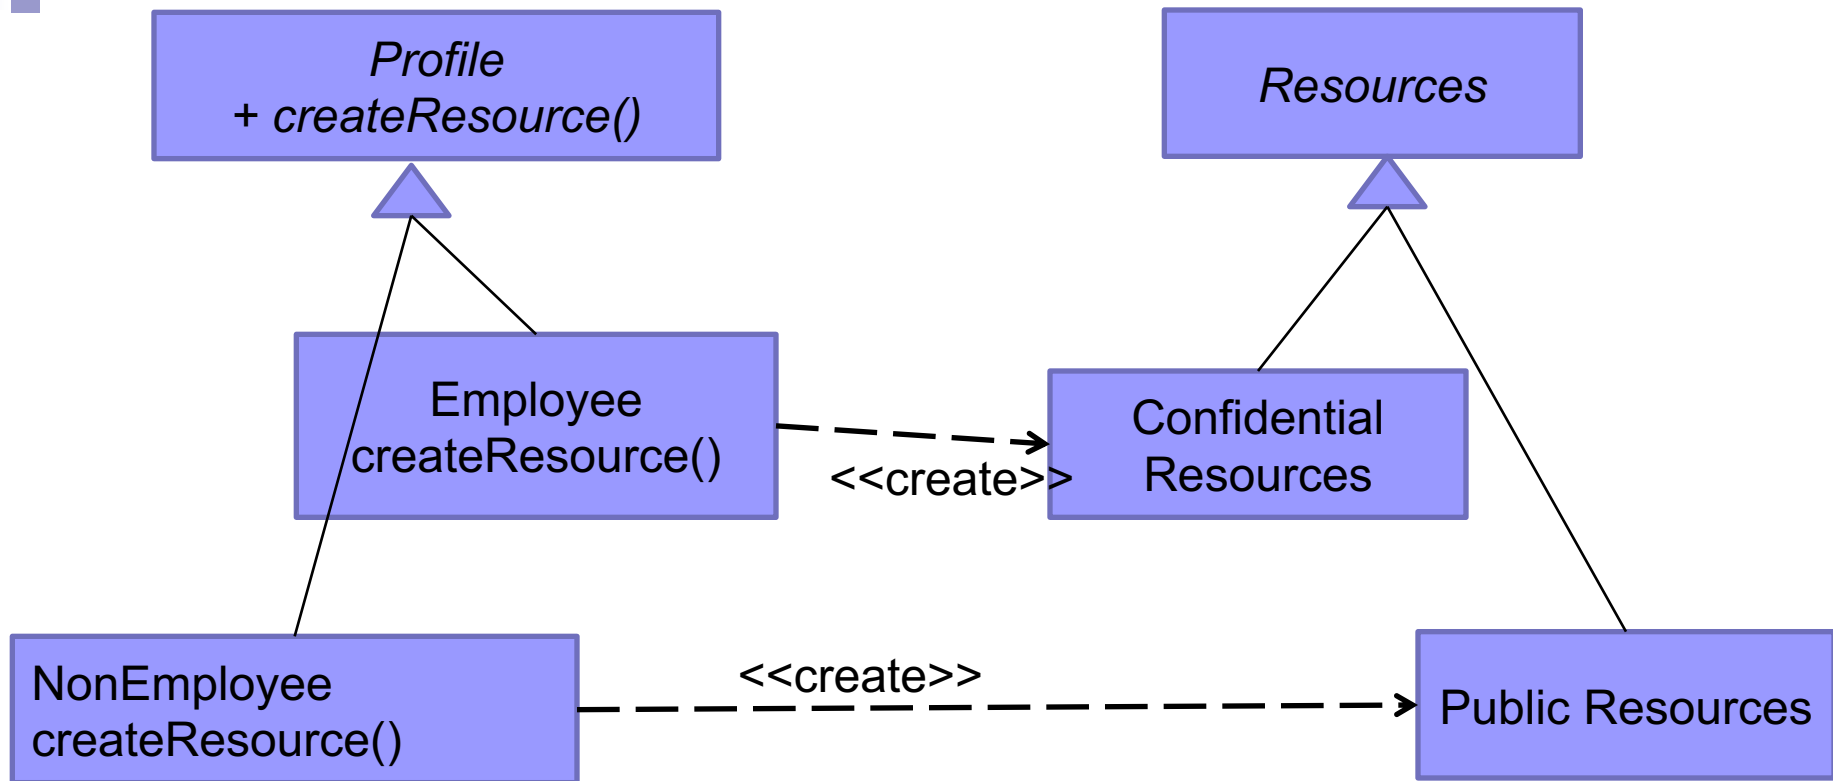 Profile
+ createResource()
Resources
Employee
createResource()
<<create>>
Confidential
Resources
NonEmployee
createResource()
<<create>>
Public Resources